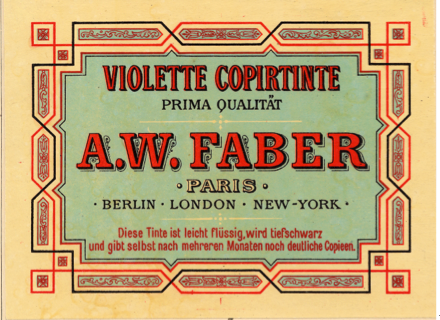 VIOLETTE COPIRTINTE
PRIMA QUALITÄT
A.W. FABER
· PARIS ·
· BERLIN · LONDON · NEW-YORK ·
Diese Tinte ist leicht flüssig, wird tiefschwarz
und gibt selbst nach mehreren Monaten noch deutliche Copieen.